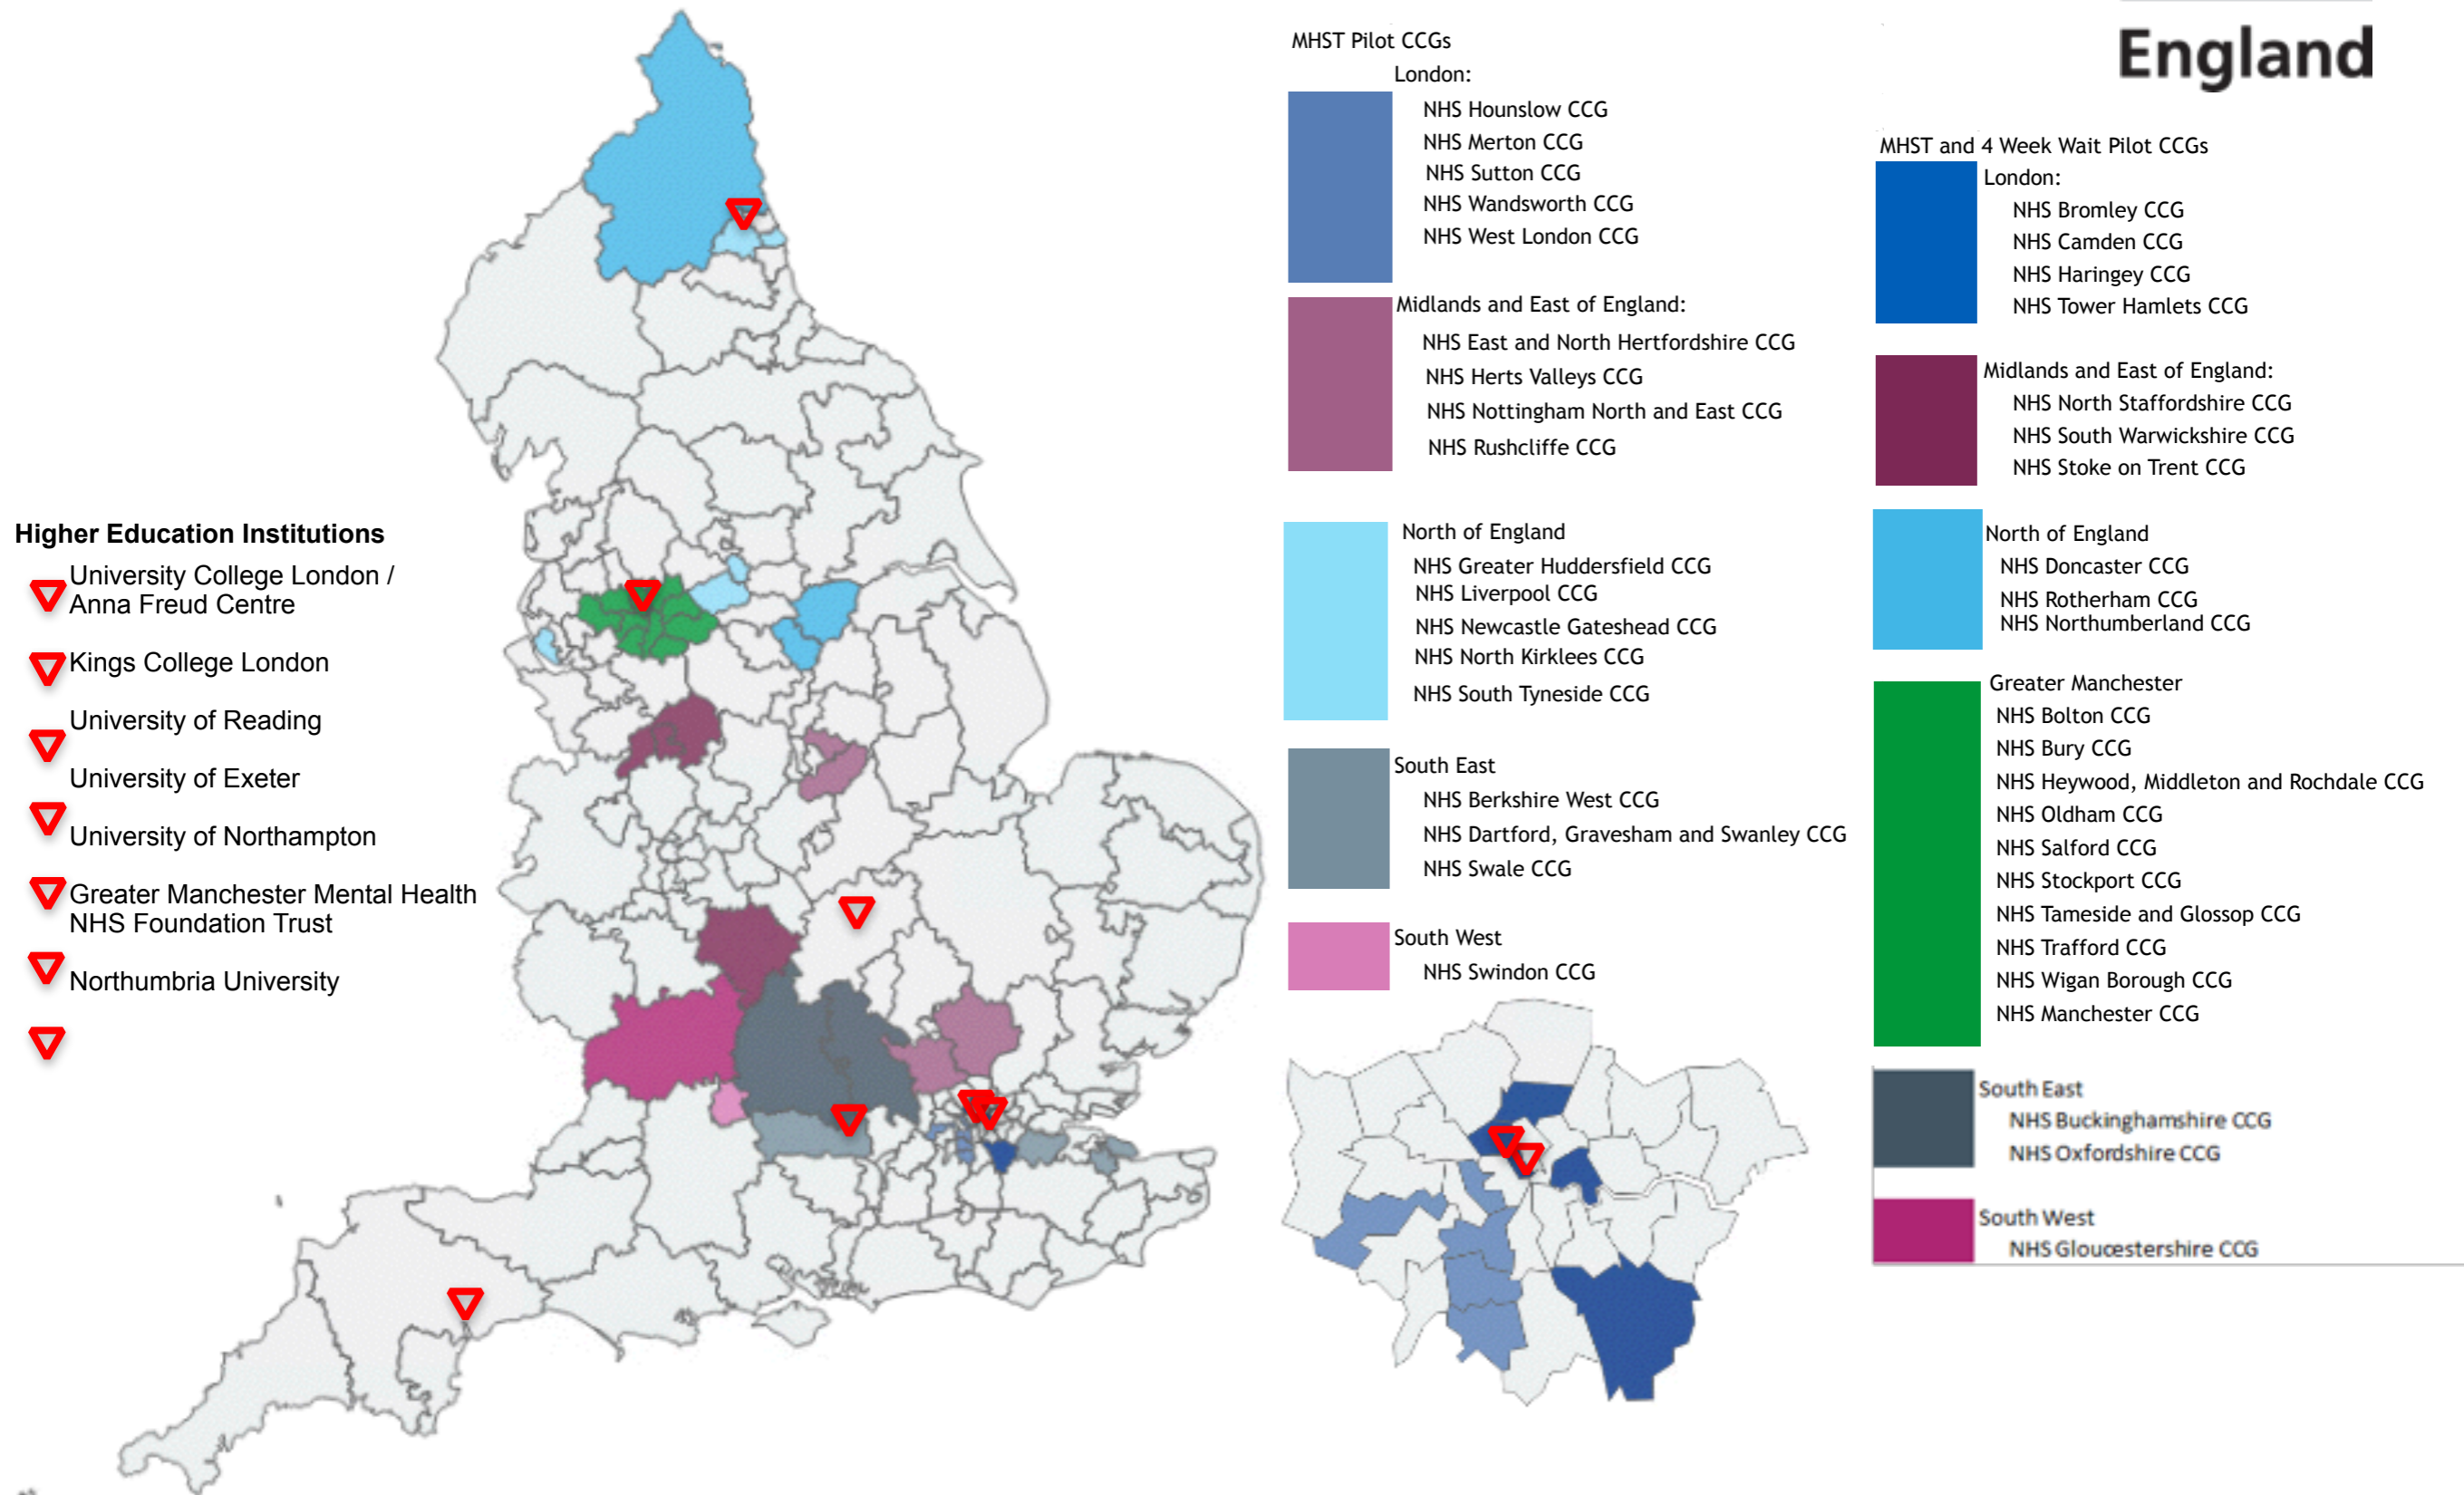 England
Higher Education Institutions
University College London /
Anna Freud Centre
Kings College London
University of Reading
University of Exeter
University of Northampton
Greater Manchester Mental Health
NHS Foundation Trust
Northumbria University
MHST Pilot CCGs
London:
NHS Hounslow CCG
NHS Merton CCG
NHS Sutton CCG
NHS Wandsworth CCG
NHS West London CCG
Midlands and East of England:
NHS East and North Hertfordshire CCG
NHS Herts Valleys CCG
NHS Nottingham North and East CCG
NHS Rushcliffe CCG
North of England
NHS Greater Huddersfield CCG
NHS Liverpool CCG
NHS Newcastle Gateshead CCG
NHS North Kirklees CCG
NHS South Tyneside CCG
South East
NHS Berkshire West CCG
NHS Dartford, Gravesham and Swanley CCG
NHS Swale CCG
South West
NHS Swindon CCG
MHST and 4 Week Wait Pilot CCGs
London:
NHS Bromley CCG
NHS Camden CCG
NHS Haringey CCG
NHS Tower Hamlets CCG
Midlands and East of England:
NHS North Staffordshire CCG
NHS South Warwickshire CCG
NHS Stoke on Trent CCG
North of England
NHS Doncaster CCG
NHS Rotherham CCG
NHS Northumberland CCG
Greater Manchester
NHS Bolton CCG
NHS Bury CCG
NHS Heywood, Middleton and Rochdale CCG
NHS Oldham CCG
NHS Salford CCG
NHS Stockport CCG
NHS Tameside and Glossop CCG
NHS Trafford CCG
NHS Wigan Borough CCG
NHS Manchester CCG
South East
NHS Buckinghamshire CCG
NHS Oxfordshire CCG
South West
NHS Gloucestershire CCG